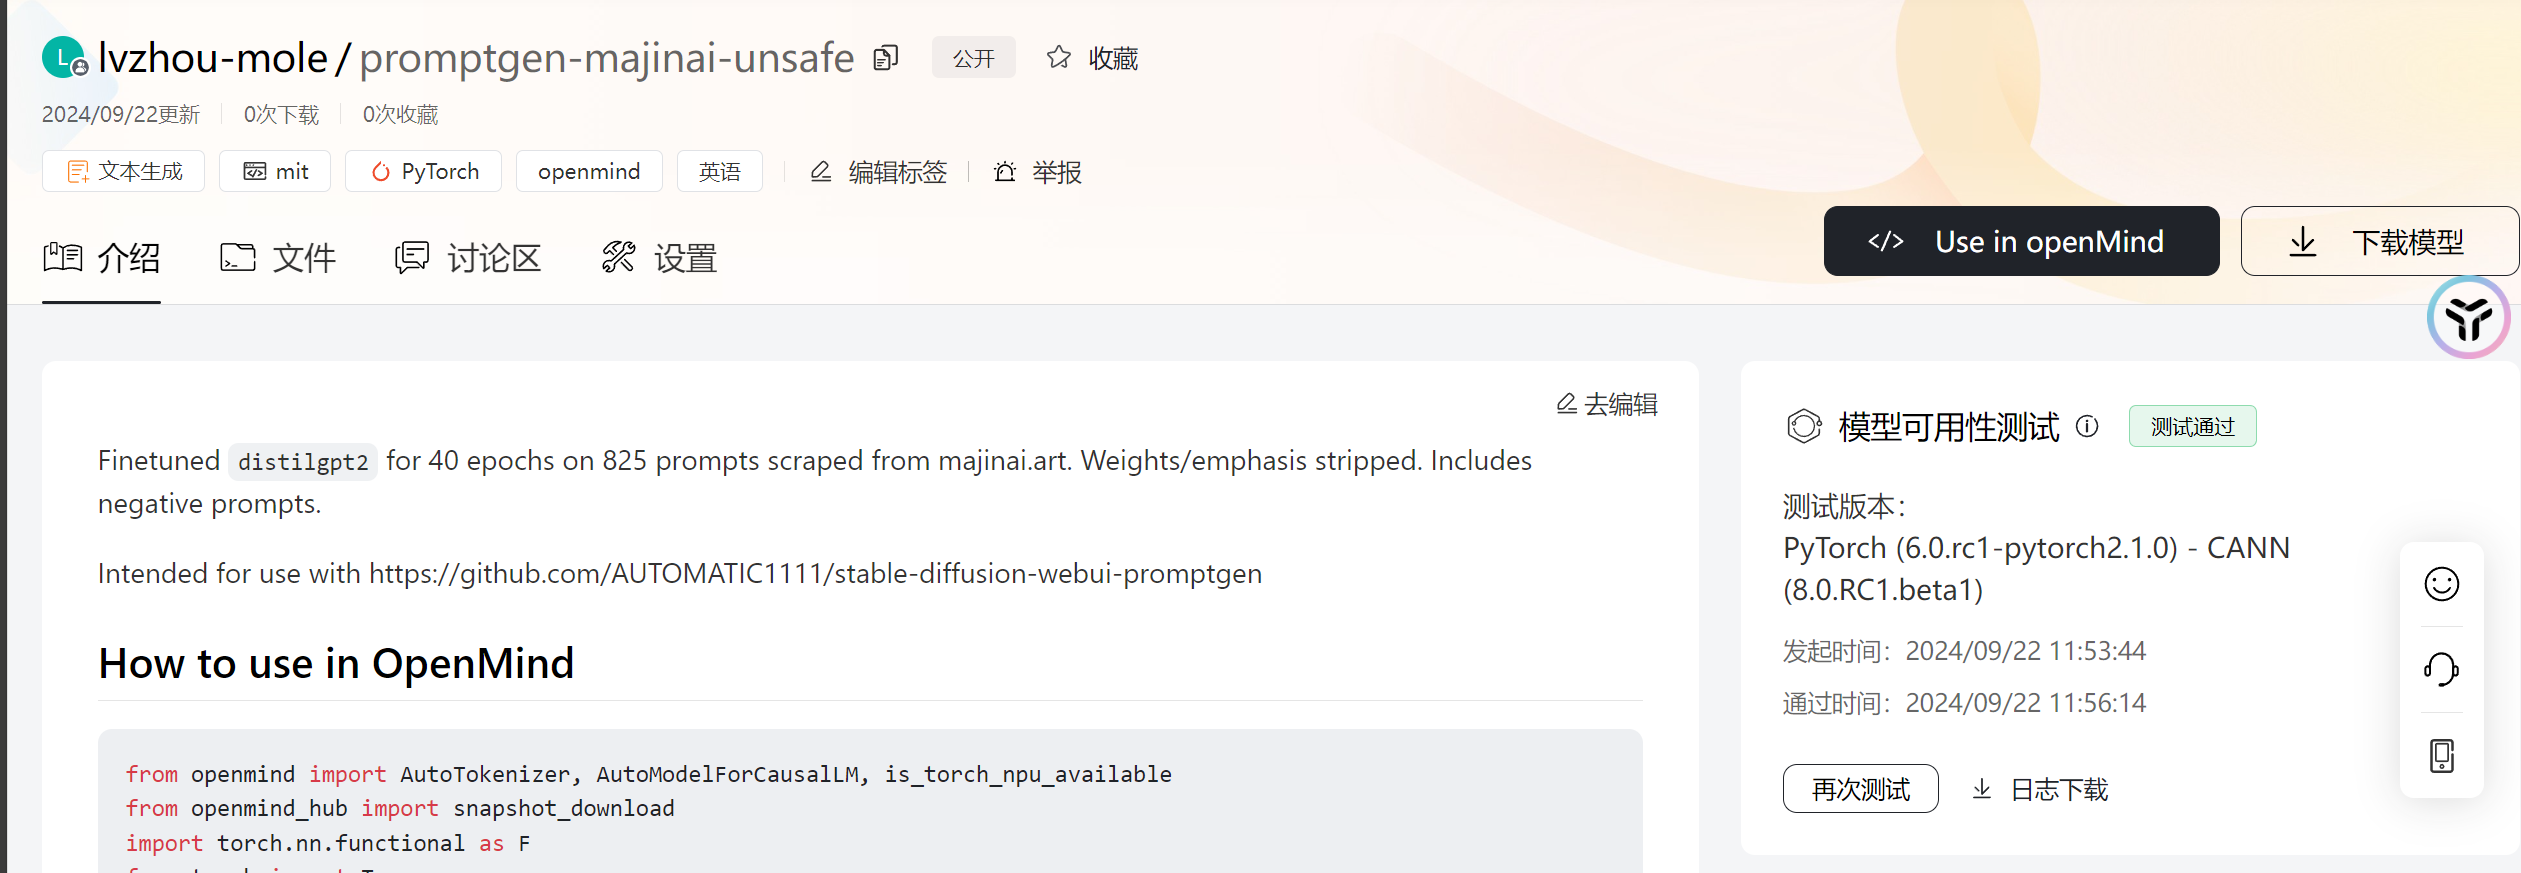 L lvzhou-mole / promptgen-majinai-unsafe 公开 收藏
2024/09/22更新 0次下载 0次收藏
文本生成 mit PyTorch openmind 英语 编辑标签 举报
介绍 文件 讨论区 设置
</> Use in openMind 下载模型
去编辑
Finetuned distilgpt2 for 40 epochs on 825 prompts scraped from majinai.art. Weights/emphasis stripped. Includes
negative prompts.
Intended for use with https://github.com/AUTOMATIC1111/stable-diffusion-webui-promptgen
How to use in OpenMind
from openmind import AutoTokenizer, AutoModelForCausalLM, is_torch_npu_available
from openmind_hub import snapshot_download
import torch.nn.functional as F
模型可用性测试 测试通过
测试版本：
PyTorch (6.0.rc1-pytorch2.1.0) - CANN
(8.0.RC1.beta1)
发起时间：2024/09/22 11:53:44
通过时间：2024/09/22 11:56:14
再次测试 日志下载